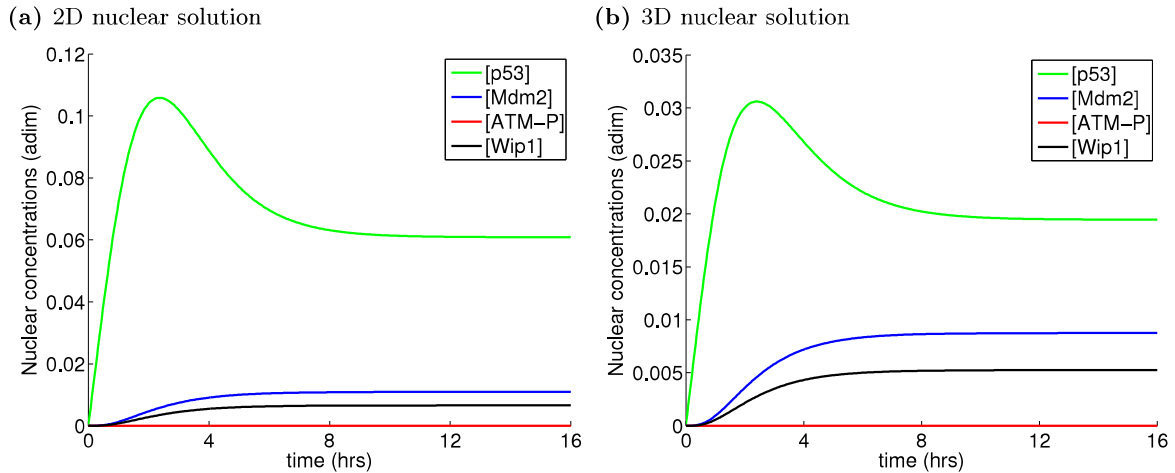 (a) 2D nuclear solution
0.12
0.1
0.08
0.06
0.04
0.02
0
Nuclear concentrations (adim)
[p53]
[Mdm2]
[ATM−P]
[Wip1]
0 4 8 12 16
time (hrs)
(b) 3D nuclear solution
0.035
0.03
0.025
0.02
0.015
0.01
0.005
0
Nuclear concentrations (adim)
[p53]
[Mdm2]
[ATM−P]
[Wip1]
0 4 8 12 16
time (hrs)